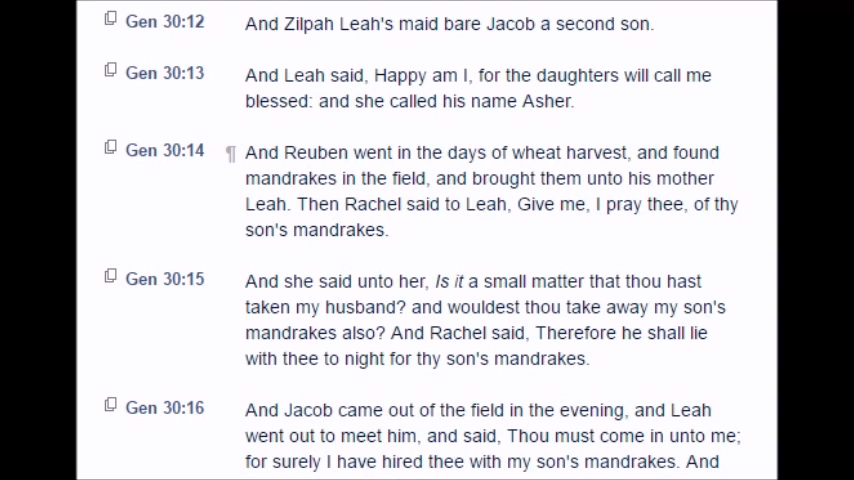 Gen 30:12 And Zilpah Leah's maid bare Jacob a second son.
Gen 30:13 And Leah said, Happy am I, for the daughters will call me
blessed: and she called his name Asher.
Gen 30:14 ¶ And Reuben went in the days of wheat harvest, and found
mandrakes in the field, and brought them unto his mother
Leah. Then Rachel said to Leah, Give me, I pray thee, of thy
son's mandrakes.
Gen 30:15 And she said unto her, Is it a small matter that thou hast
taken my husband? and wouldest thou take away my son's
mandrakes also? And Rachel said, Therefore he shall lie
with thee to night for thy son's mandrakes.
Gen 30:16 And Jacob came out of the field in the evening, and Leah
went out to meet him, and said, Thou must come in unto me;
for surely I have hired thee with my son's mandrakes. And